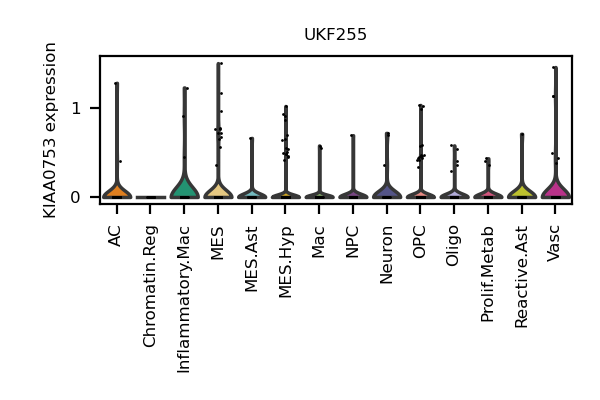 UKF255
KIAA0753 expression
1
0
AC
Chromatin.Reg
Inflammatory.Mac
MES
MES.Ast
MES.Hyp
Mac
NPC
Neuron
OPC
Oligo
Prolif.Metab
Reactive.Ast
Vasc